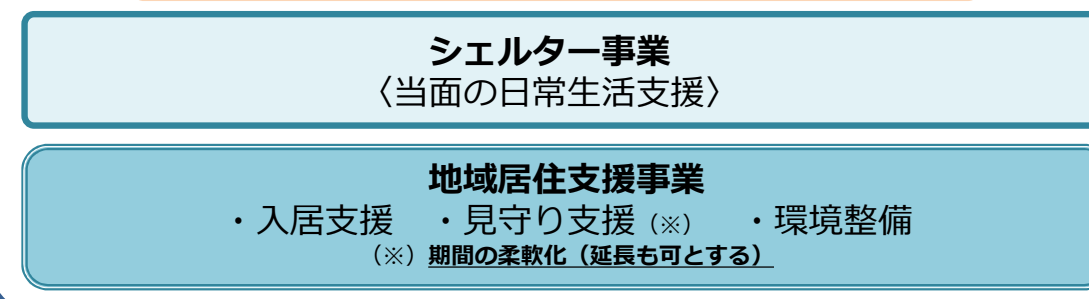 シェルター事業
〈当面の日常生活支援〉
地域居住支援事業
・入居支援　・見守り支援（※）　・環境整備
（※）期間の柔軟化（延長も可とする）